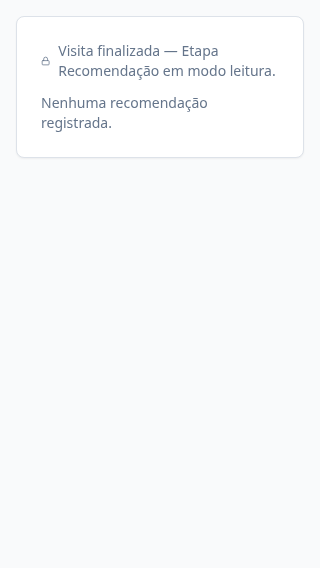 Visita finalizada — Etapa
Recomendação em modo leitura.
Nenhuma recomendação
registrada.